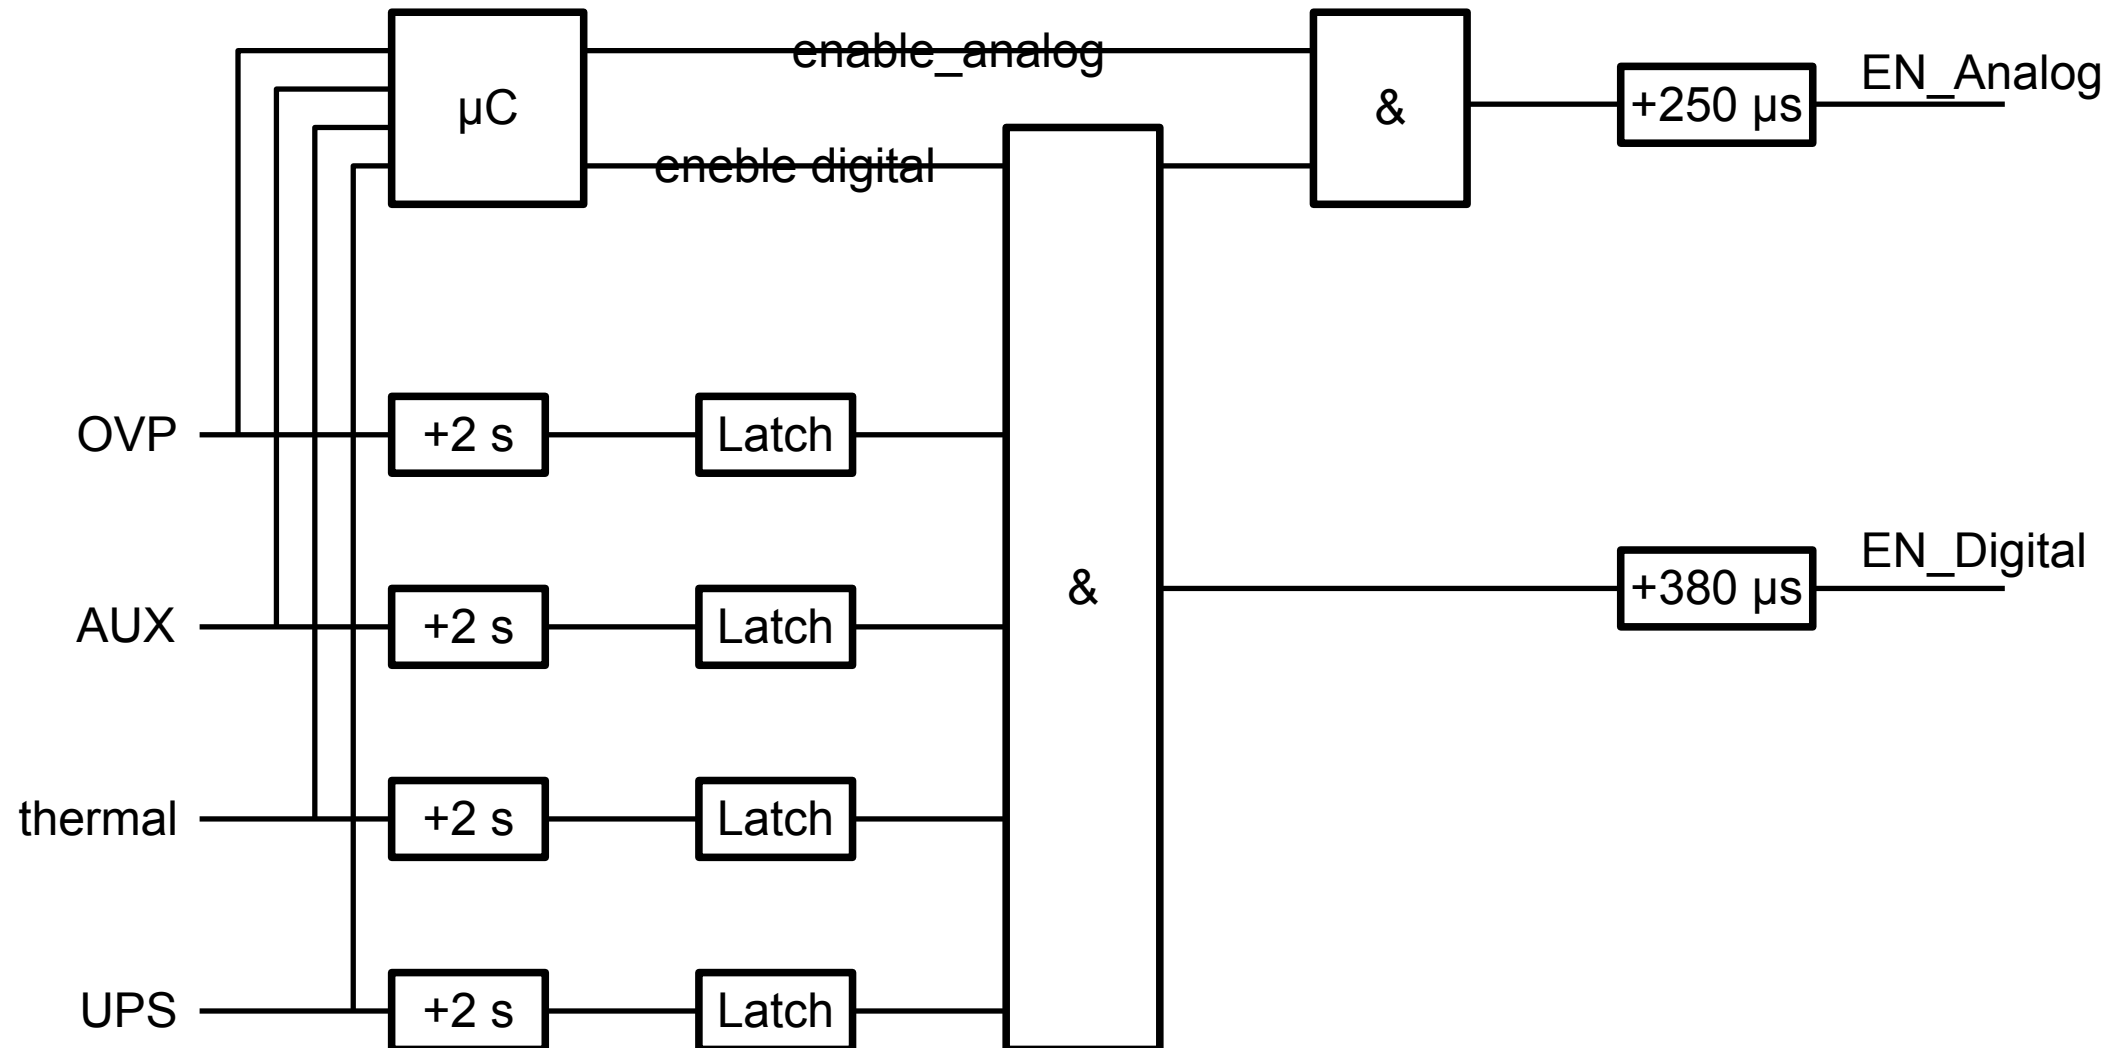 enable_analog
µC
&
+250 µs
EN_Analog
eneble digital
OVP
+2 s
Latch
AUX
+2 s
Latch
&
+380 µs
EN_Digital
thermal
+2 s
Latch
UPS
+2 s
Latch